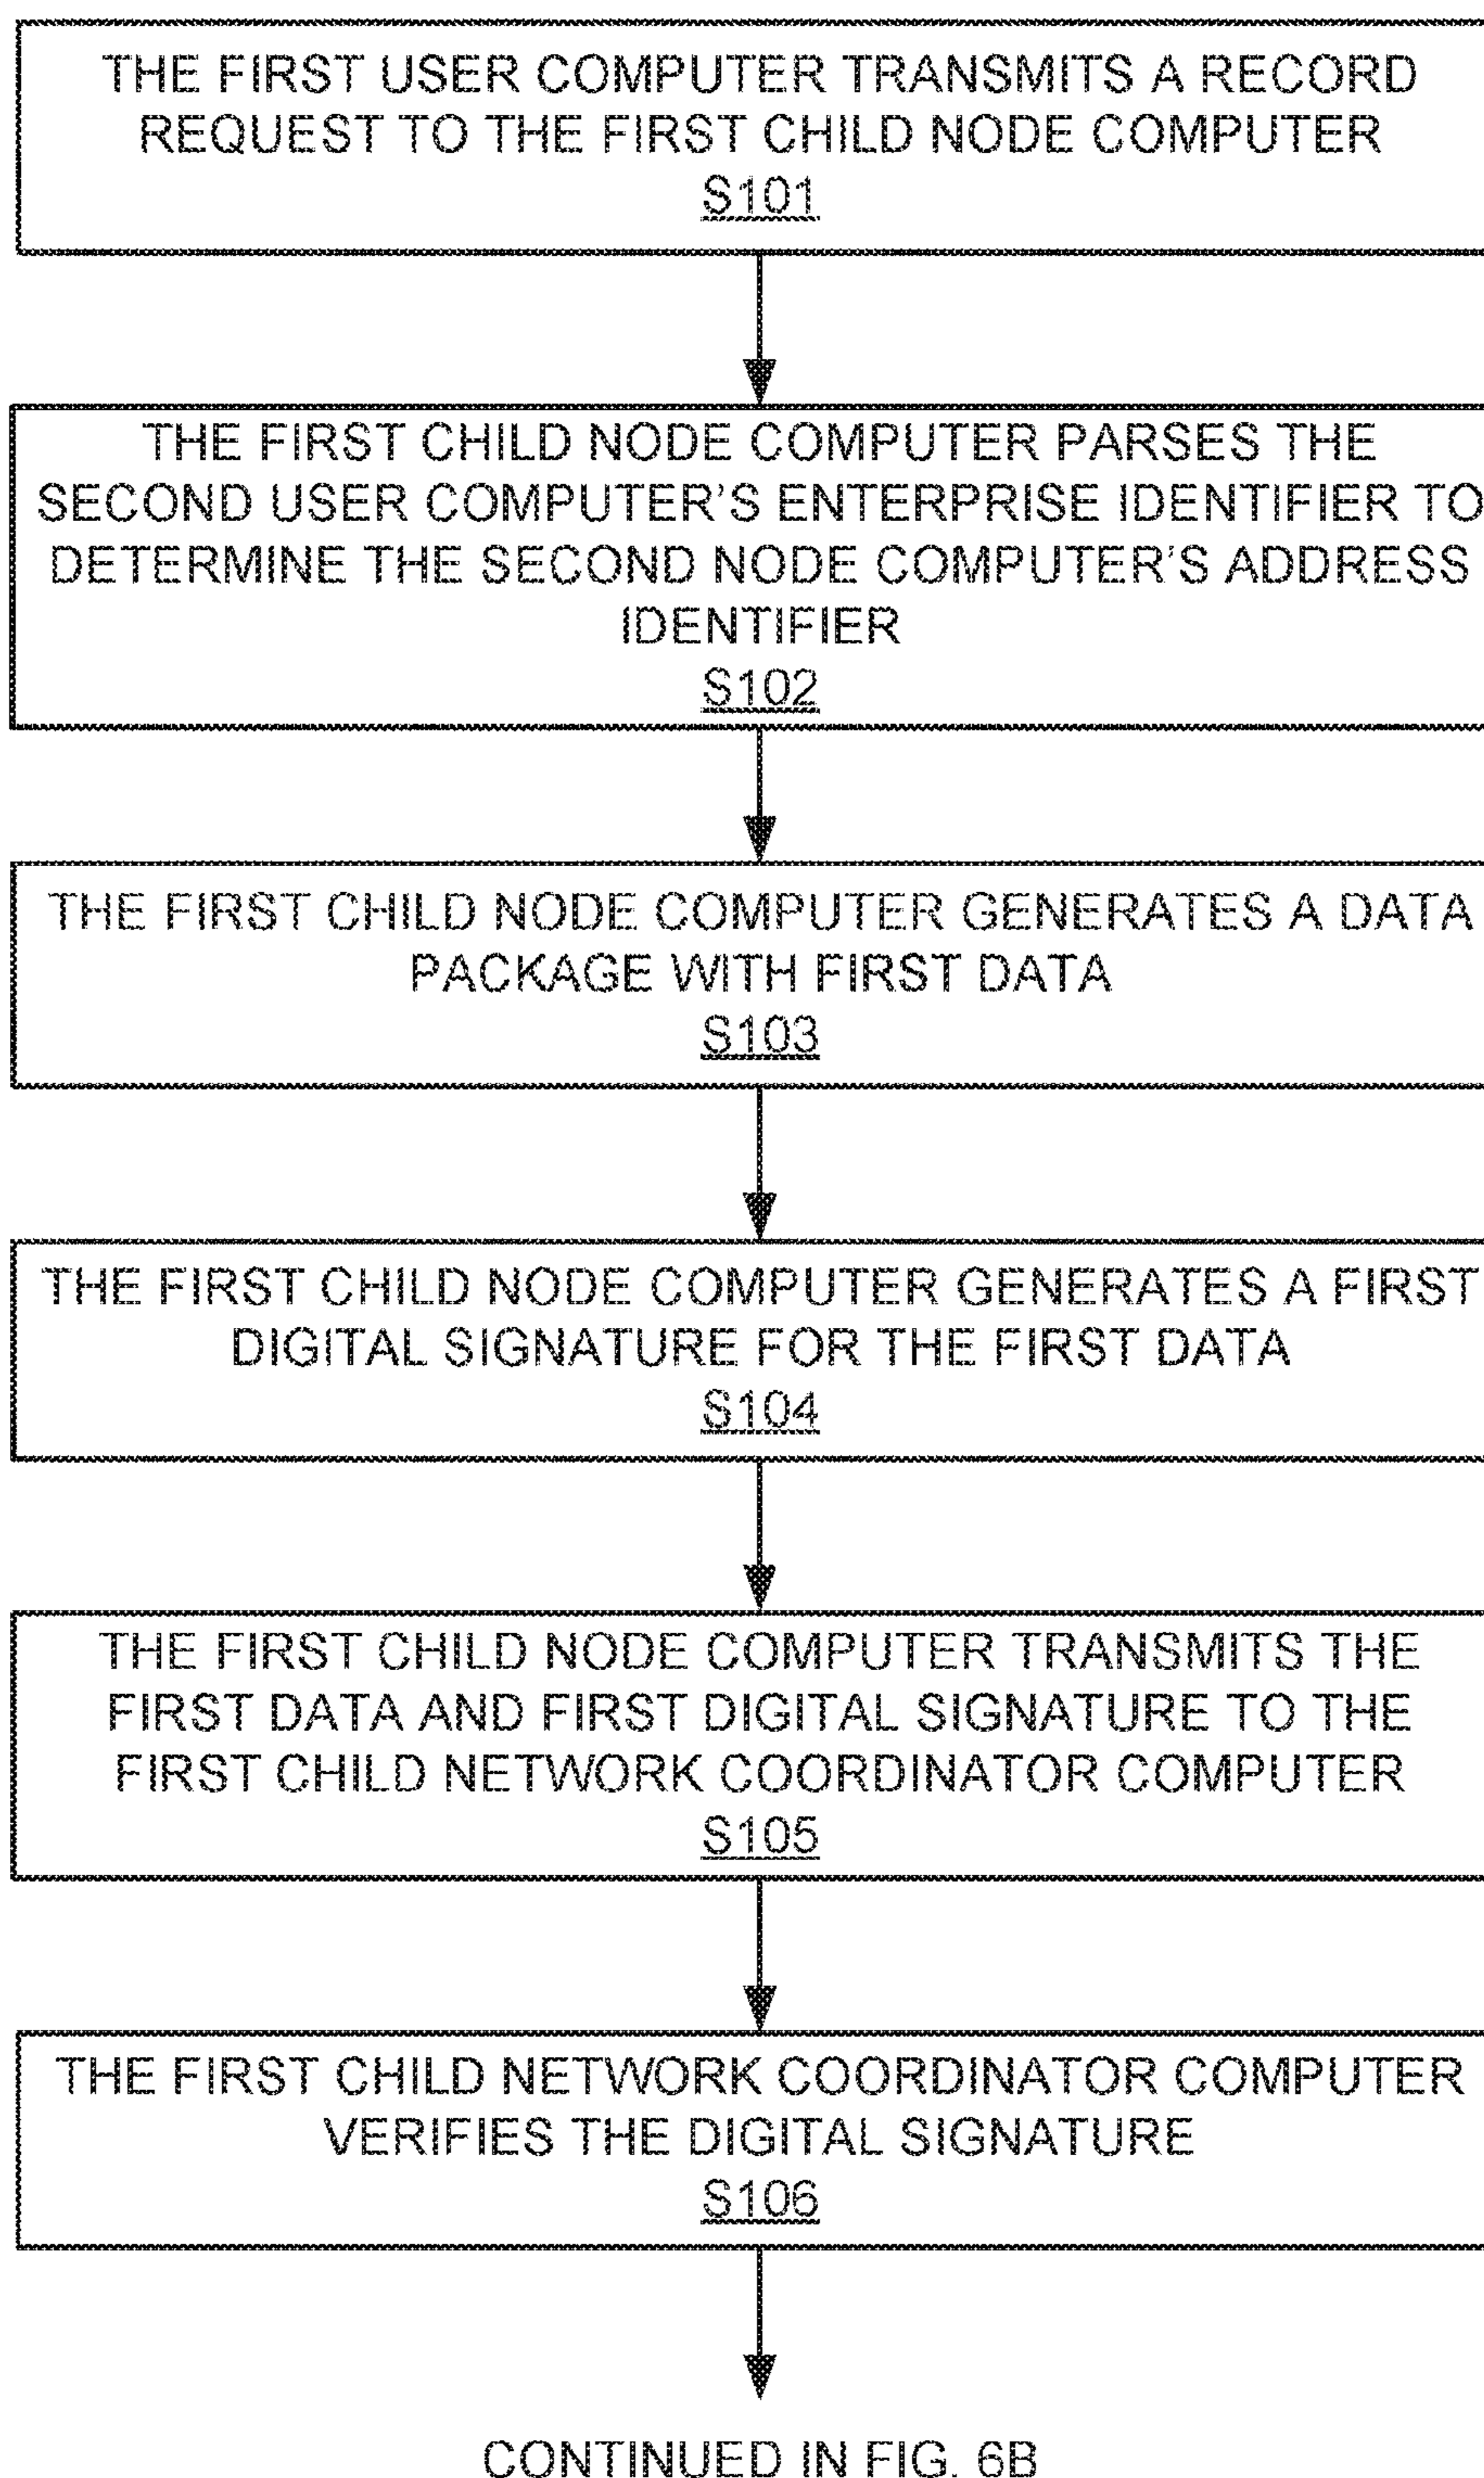 THE FIRST USER COMPUTER TRANSMITS A RECORD
REQUEST TO THE FIRST CHILD NODE COMPUTER
S101
THE FIRST CHILD NODE COMPUTER PARSES THE
SECOND USER COMPUTER'S ENTERPRISE IDENTIFIER TO
DETERMINE THE SECOND NODE COMPUTER'S ADDRESS
IDENTIFIER
S102
THE FIRST CHILD NODE COMPUTER GENERATES A DATA
PACKAGE WITH FIRST DATA
S103
THE FIRST CHILD NODE COMPUTER GENERATES A FIRST
DIGITAL SIGNATURE FOR THE FIRST DATA
S104
THE FIRST CHILD NODE COMPUTER TRANSMITS THE
FIRST DATA AND FIRST DIGITAL SIGNATURE TO THE
FIRST CHILD NETWORK COORDINATOR COMPUTER
S105
THE FIRST CHILD NETWORK COORDINATOR COMPUTER
VERIFIES THE DIGITAL SIGNATURE
S106
CONTINUED IN FIG. 6B